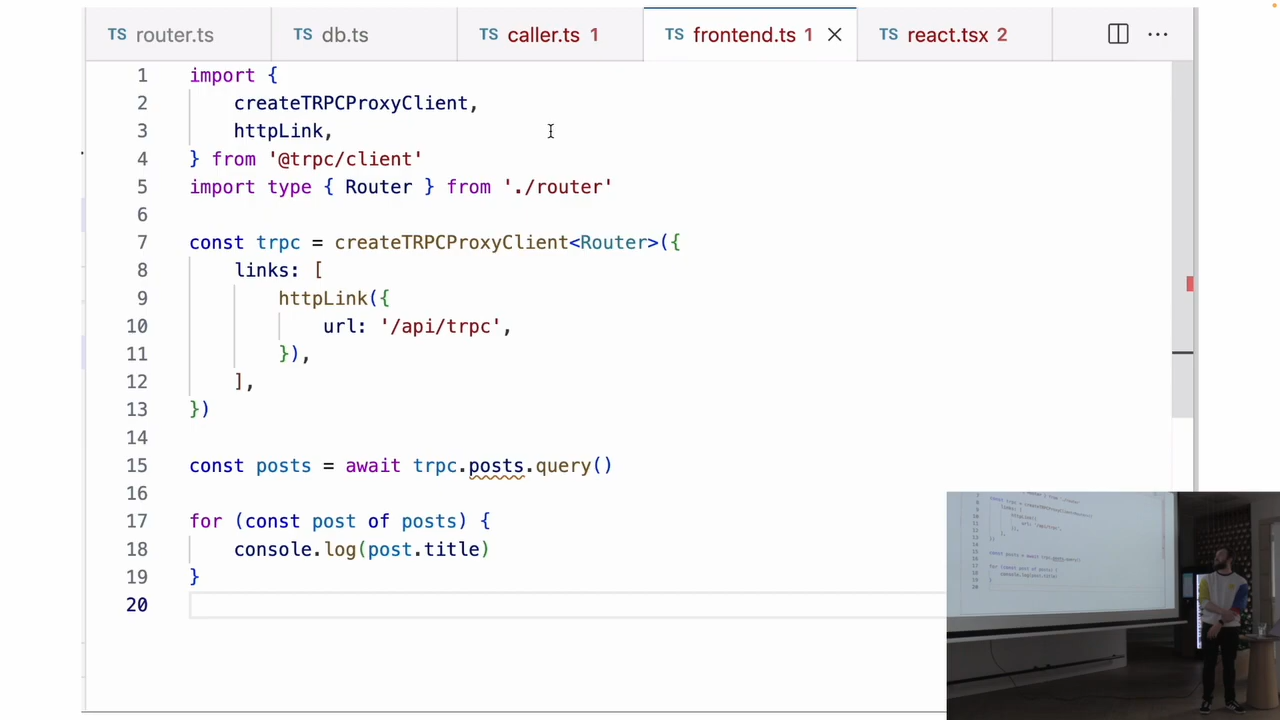 TS router.ts TS db.ts TS caller.ts 1 TS frontend.ts 1 TS react.tsx 2
1 import {
2 createTRPCProxyClient,
3 httpLink,
4 } from '@trpc/client'
5 import type { Router } from './router'
6
7 const trpc = createTRPCProxyClient<Router>({
8 links: [
9 httpLink({
10 url: '/api/trpc',
11 }),
12 ],
13 })
14
15 const posts = await trpc.posts.query()
16
17 for (const post of posts) {
18 console.log(post.title)
19 }
20